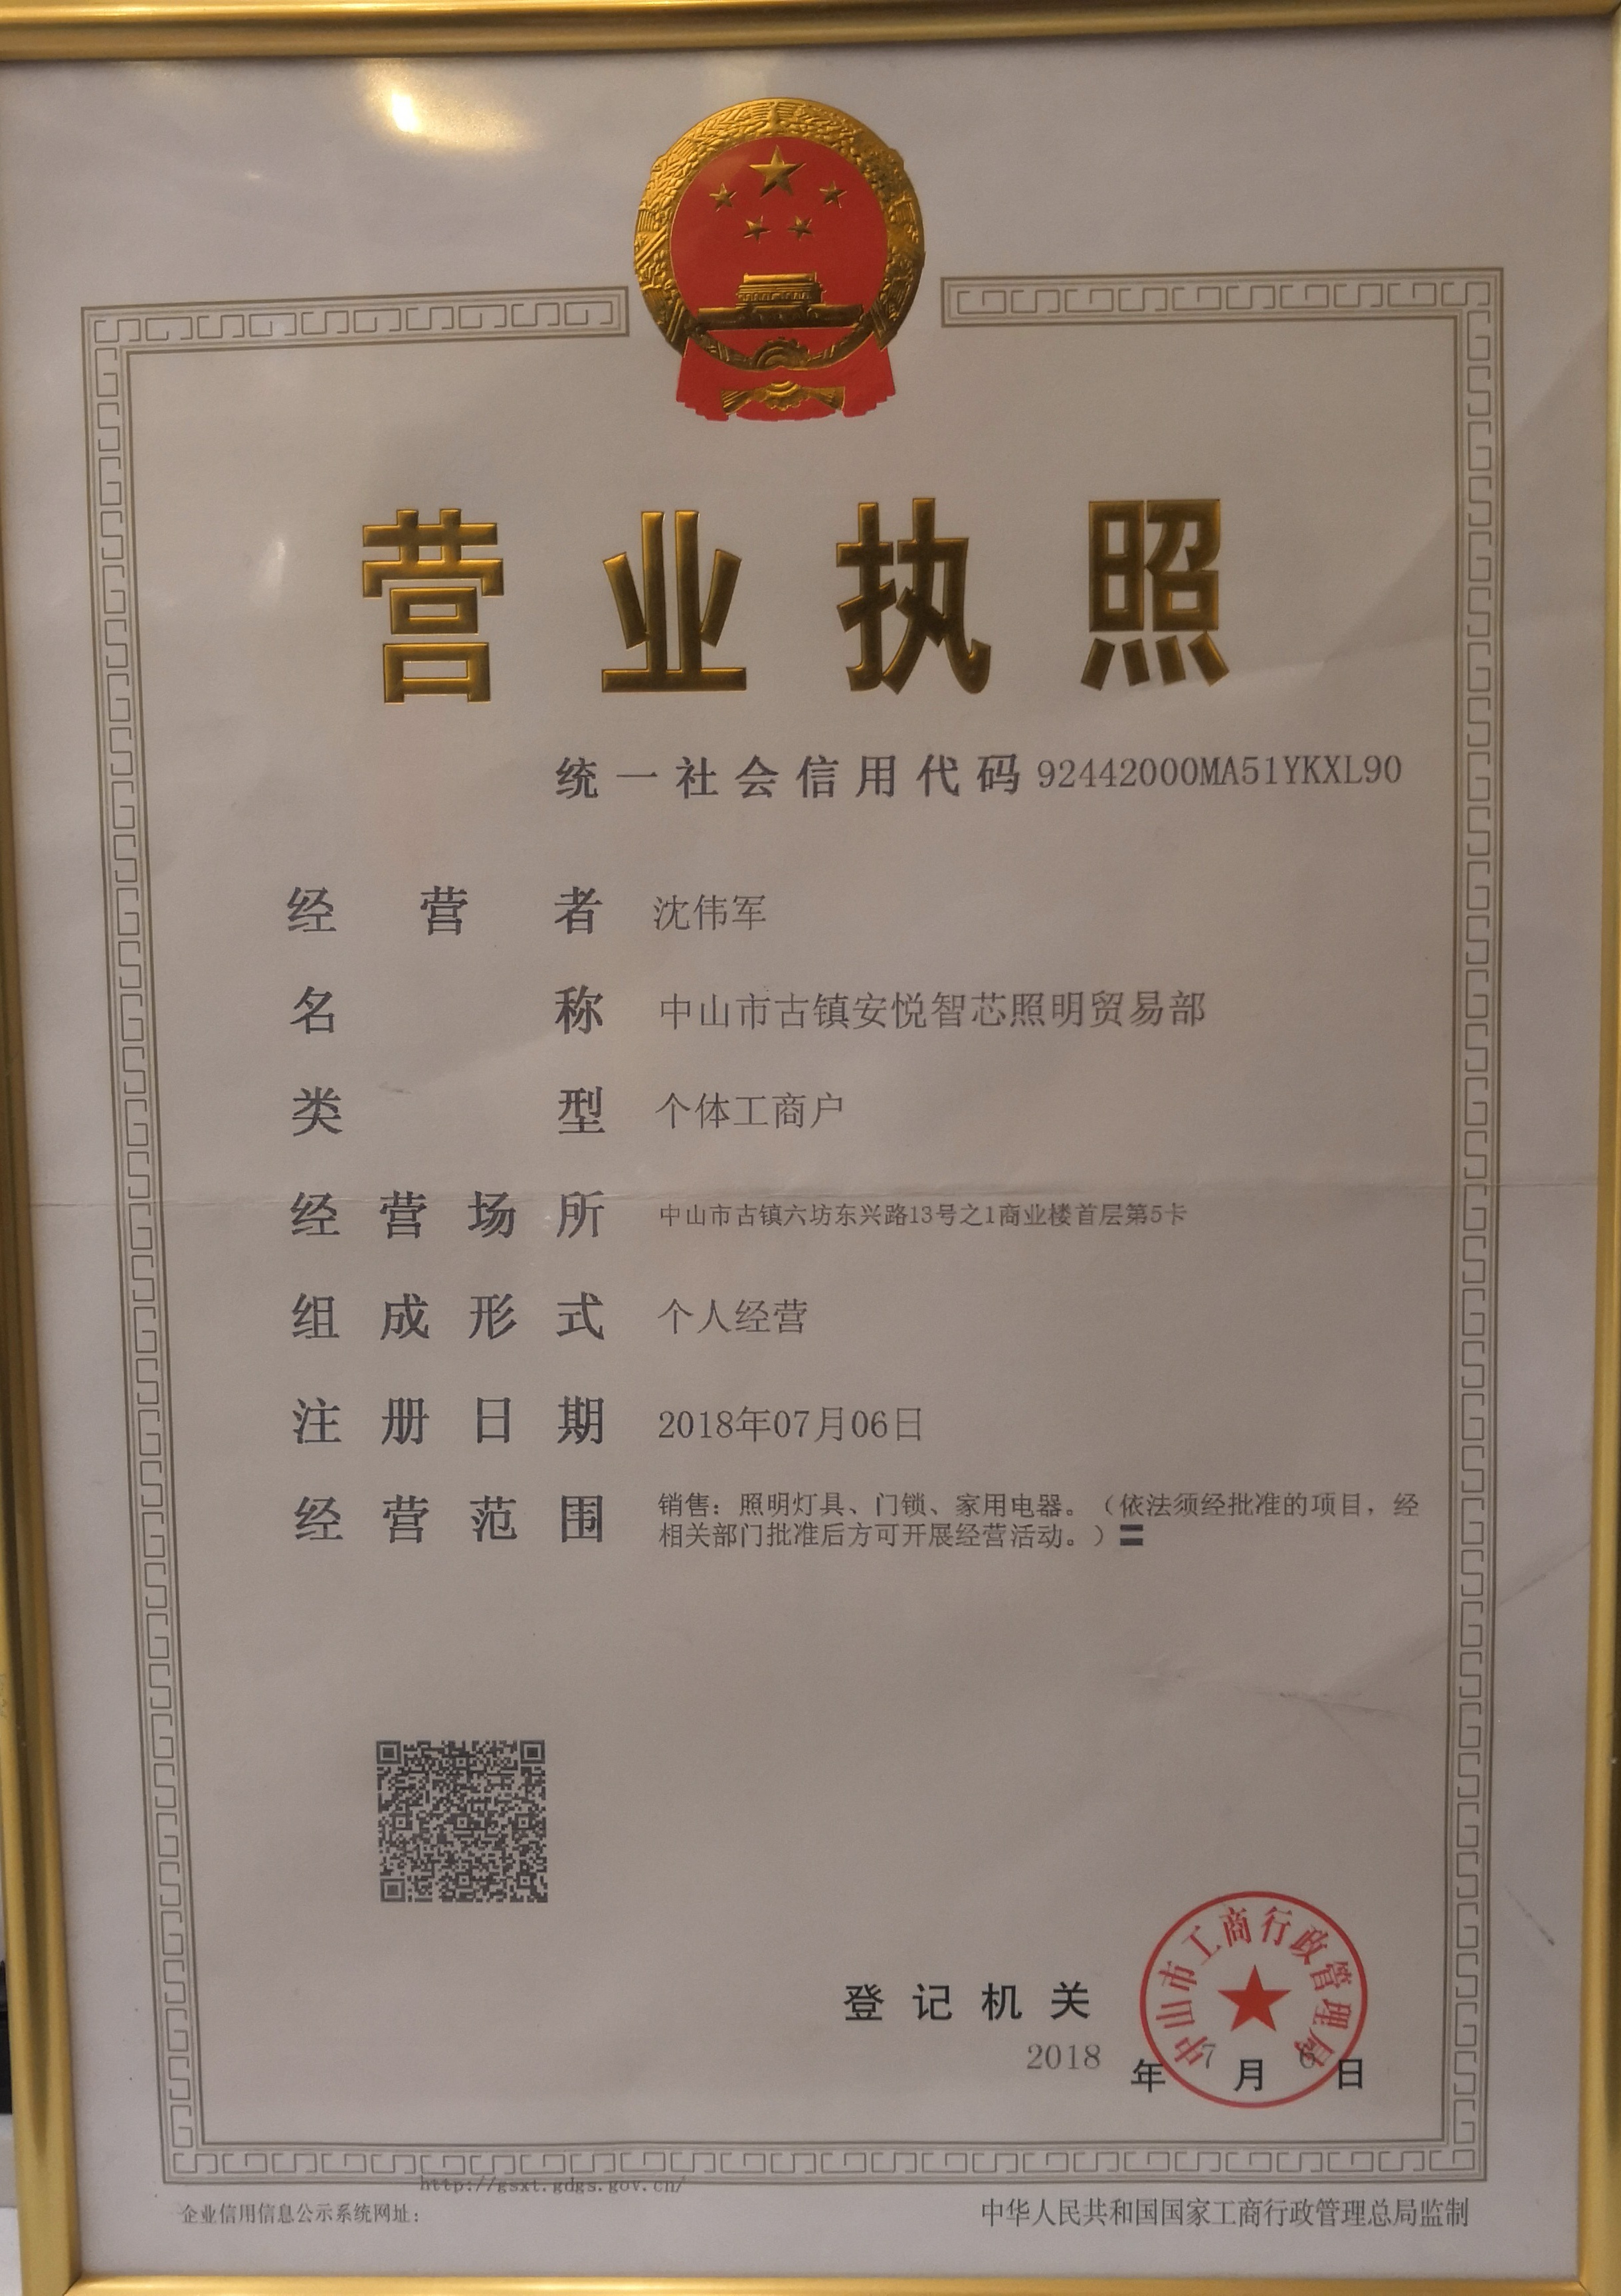 营业执照
统一社会信用代码 92442000MA51YKXL90
经营者 沈伟军
名称 中山市古镇安悦智芯照明贸易部
类型 个体工商户
经营场所 中山市古镇六坊东兴路13号之1商业楼首层第5卡
组成形式 个人经营
注册日期 2018年07月06日
经营范围 销售：照明灯具、门锁、家用电器。（依法须经批准的项目，经
相关部门批准后方可开展经营活动。）〓
中山市工商行政管理局
登记机关
2018年7月6日
http://gsxt.gdgs.gov.cn/
企业信用信息公示系统网址：
中华人民共和国国家工商行政管理总局监制